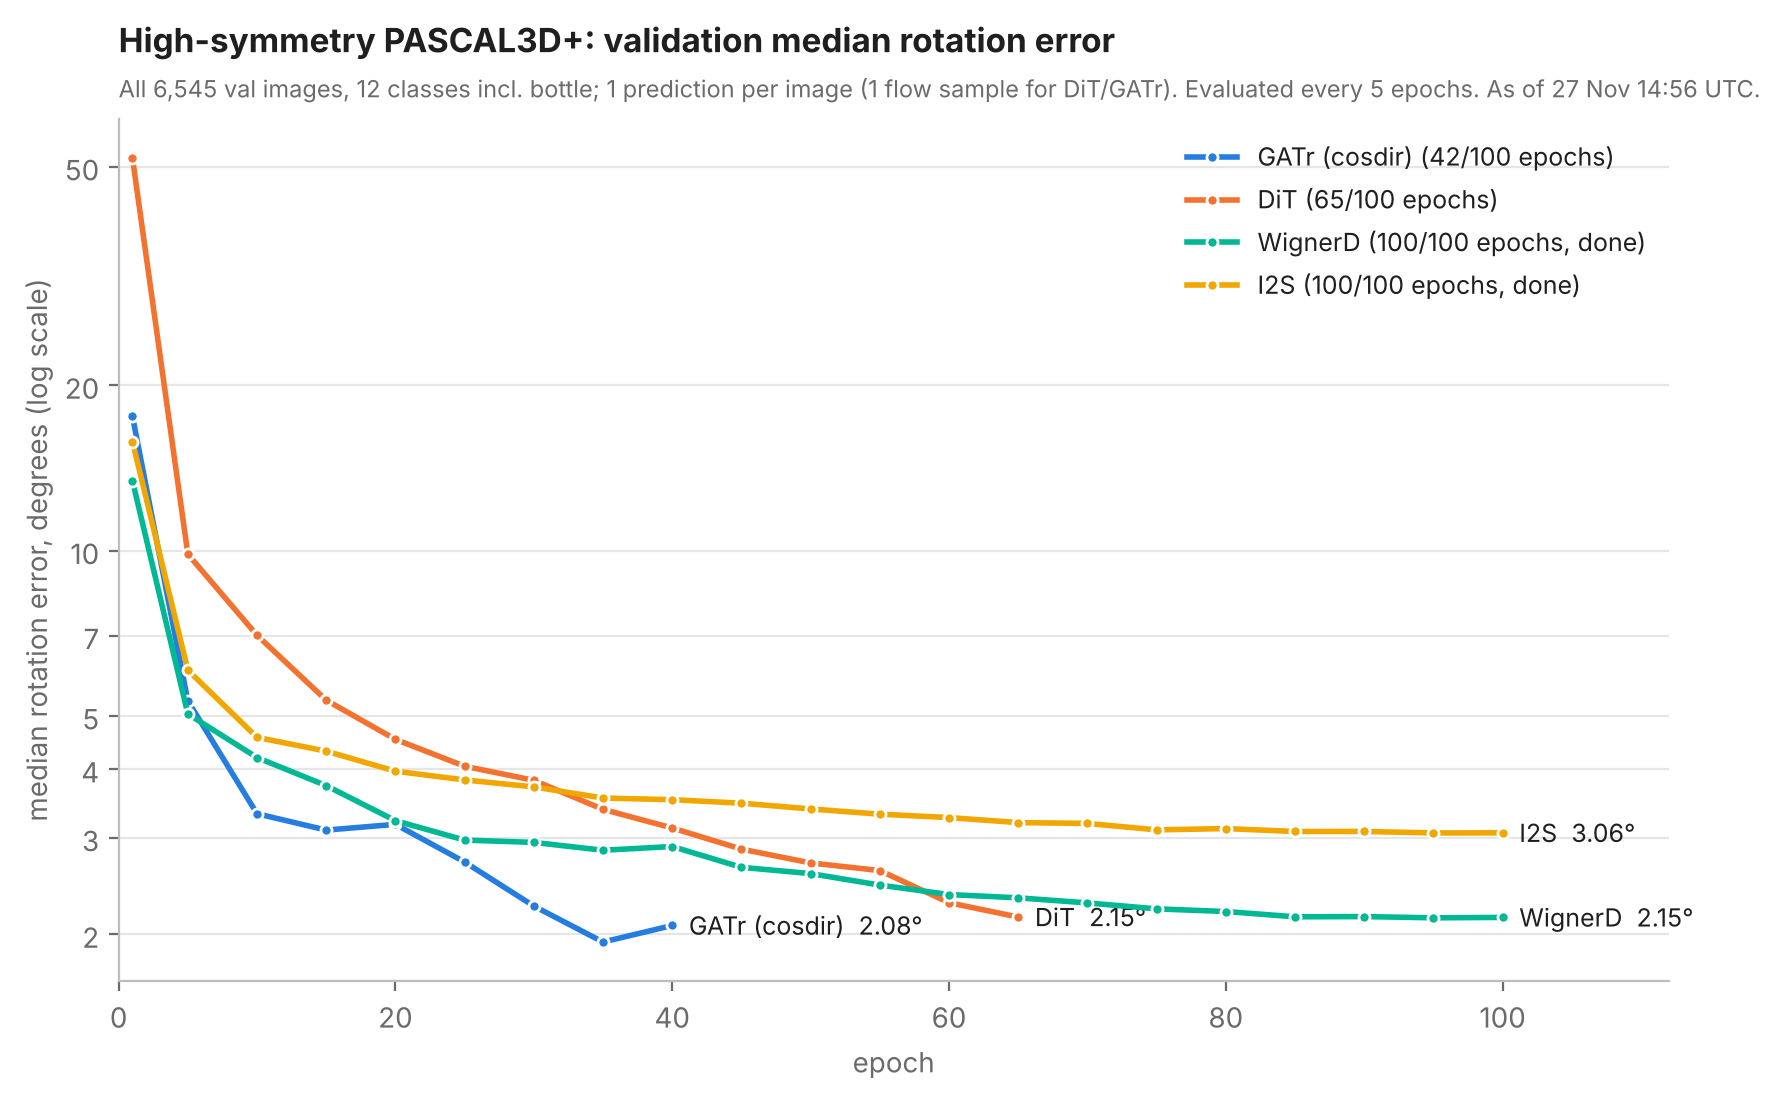 High-symmetry PASCAL3D+: validation median rotation error
All 6,545 val images, 12 classes incl. bottle; 1 prediction per image (1 flow sample for DiT/GATr). Evaluated every 5 epochs. As of 27 Nov 14:56 UTC.
GATr (cosdir) (42/100 epochs)
DiT (65/100 epochs)
WignerD (100/100 epochs, done)
I2S (100/100 epochs, done)
median rotation error, degrees (log scale)
50
20
10
7
5
4
3
2
I2S 3.06°
GATr (cosdir) 2.08°
DiT 2.15°
WignerD 2.15°
0 20 40 60 80 100
epoch